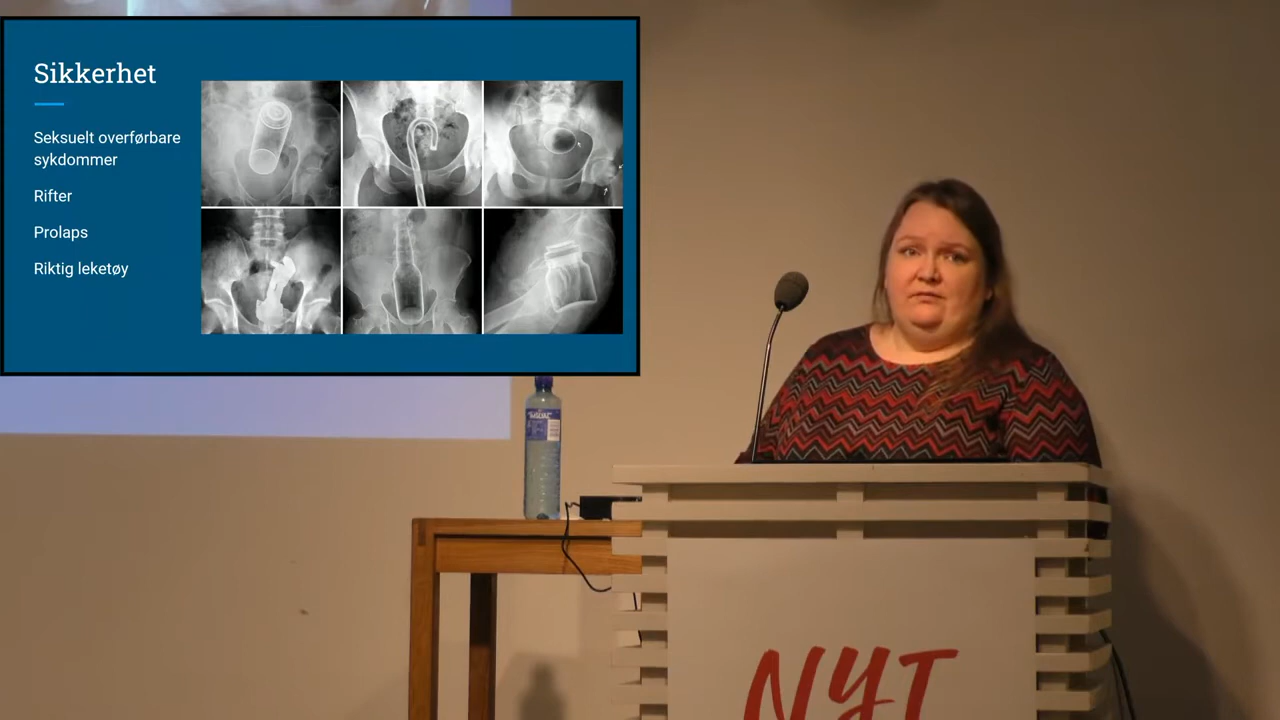 Sikkerhet
Seksuelt overførbare
sykdommer
Rifter
Prolaps
Riktig leketøy
NYT